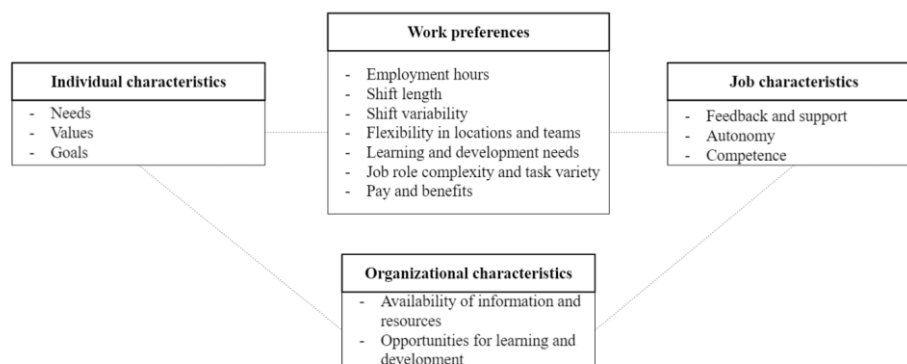 Work preferences
- Employment hours
- Shift length
- Shift variability
- Flexibility in locations and teams
- Learning and development needs
- Job role complexity and task variety
- Pay and benefits
Individual characteristics
- Needs
- Values
- Goals
Job characteristics
- Feedback and support
- Autonomy
- Competence
Organizational characteristics
- Availability of information and
resources
- Opportunities for learning and
development